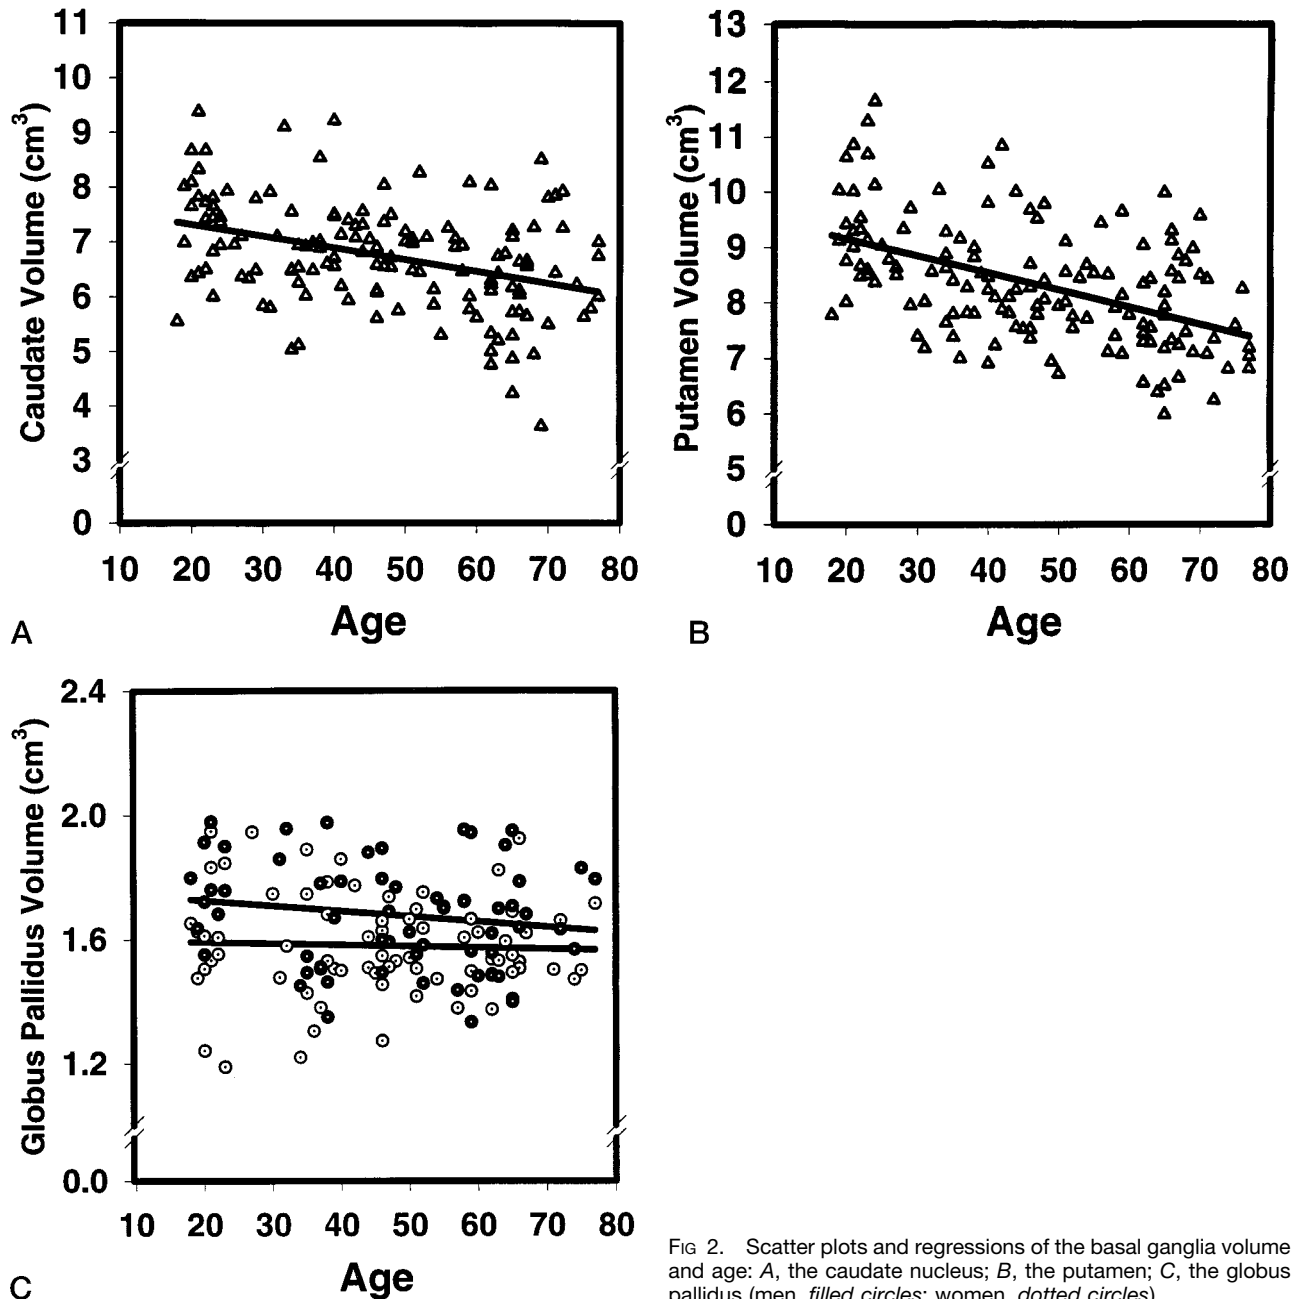 11
10
9
8
7
6
5
4
3
0
Caudate Volume (cm³)
10 20 30 40 50 60 70 80
Age
A
13
12
11
10
9
8
7
6
5
0
Putamen Volume (cm³)
10 20 30 40 50 60 70 80
Age
B
2.4
2.0
1.6
1.2
0.0
Globus Pallidus Volume (cm³)
10 20 30 40 50 60 70 80
Age
C
FIG 2. Scatter plots and regressions of the basal ganglia volume
and age: A, the caudate nucleus; B, the putamen; C, the globus
pallidus (men, filled circles; women, dotted circles)